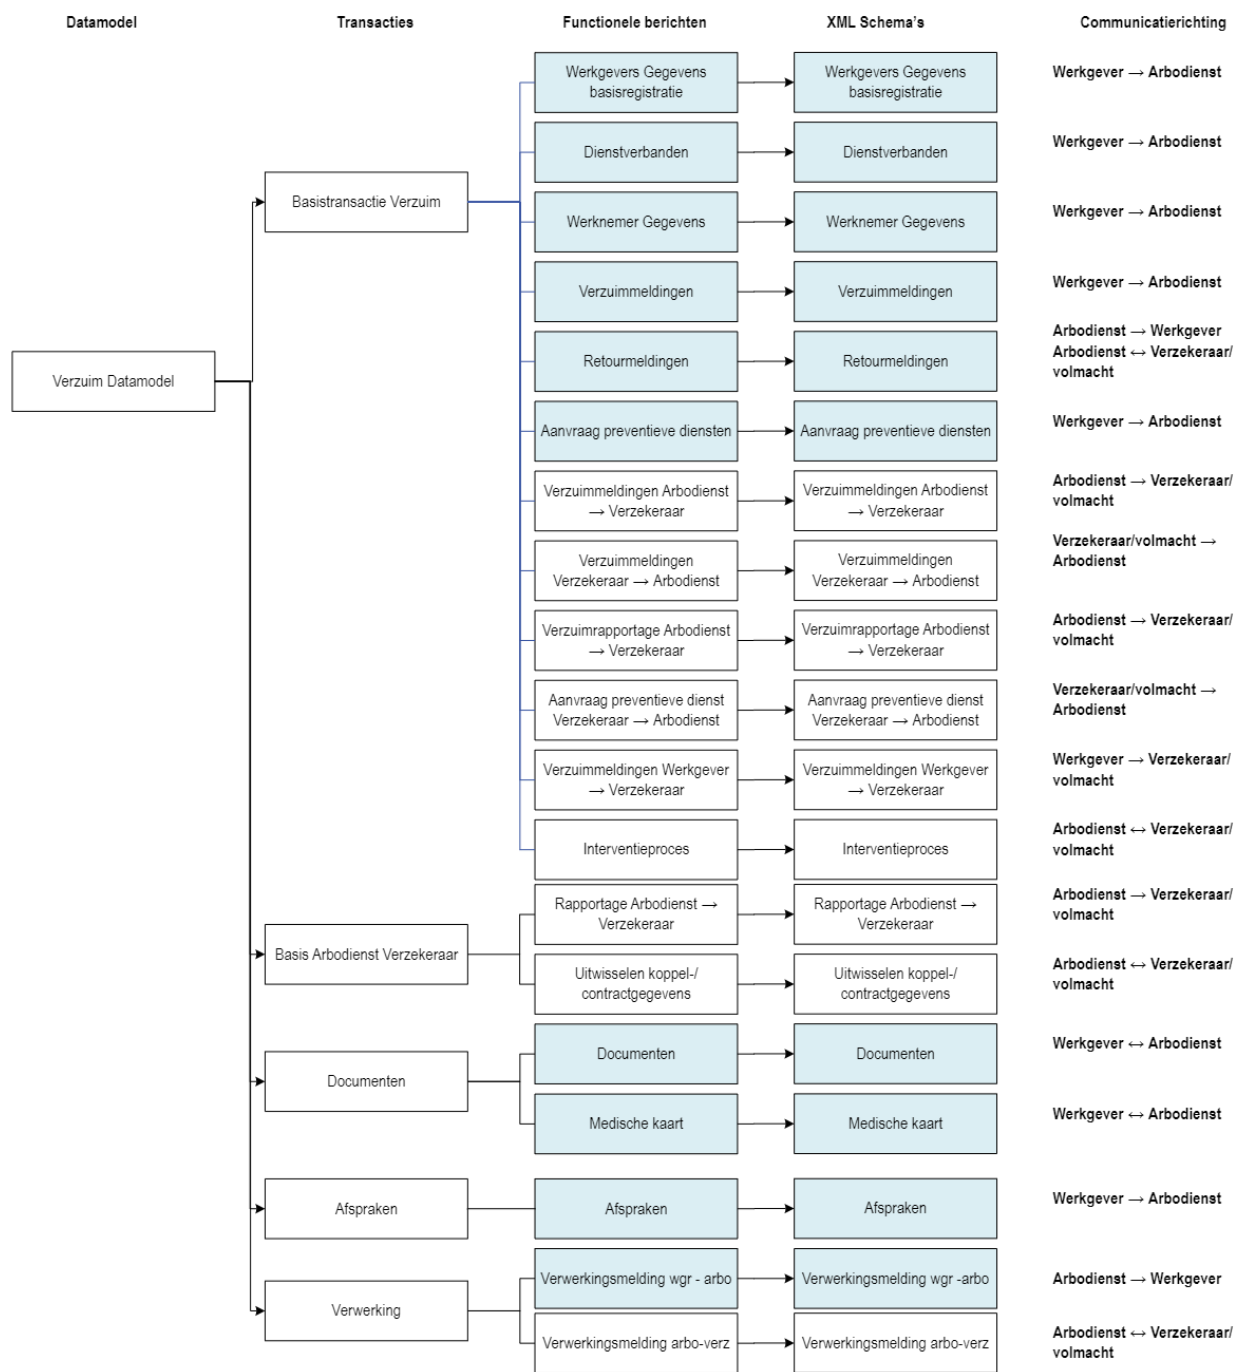 Datamodel
Transacties
Functionele berichten
XML Schema's
Communicatierichting
Werkgevers Gegevens
basisregistratie
Werkgevers Gegevens
basisregistratie
Werkgever → Arbodienst
Dienstverbanden
Dienstverbanden
Werkgever → Arbodienst
Basistransactie Verzuim
Werknemer Gegevens
Werknemer Gegevens
Werkgever → Arbodienst
Verzuimmeldingen
Verzuimmeldingen
Werkgever → Arbodienst
Verzuim Datamodel
Retourmeldingen
Retourmeldingen
Arbodienst → Werkgever
Arbodienst ↔ Verzekeraar/
volmacht
Aanvraag preventieve diensten
Aanvraag preventieve diensten
Werkgever → Arbodienst
Verzuimmeldingen Arbodienst
→ Verzekeraar
Verzuimmeldingen Arbodienst
→ Verzekeraar
Arbodienst → Verzekeraar/
volmacht
Verzuimmeldingen
Verzekeraar → Arbodienst
Verzuimmeldingen
Verzekeraar → Arbodienst
Verzekeraar/volmacht →
Arbodienst
Verzuimrapportage Arbodienst
→ Verzekeraar
Verzuimrapportage Arbodienst
→ Verzekeraar
Arbodienst → Verzekeraar/
volmacht
Aanvraag preventieve dienst
Verzekeraar → Arbodienst
Aanvraag preventieve dienst
Verzekeraar → Arbodienst
Verzekeraar/volmacht →
Arbodienst
Verzuimmeldingen Werkgever
→ Verzekeraar
Verzuimmeldingen Werkgever
→ Verzekeraar
Werkgever → Verzekeraar/
volmacht
Interventieproces
Interventieproces
Arbodienst ↔ Verzekeraar/
volmacht
Basis Arbodienst Verzekeraar
Rapportage Arbodienst →
Verzekeraar
Rapportage Arbodienst →
Verzekeraar
Arbodienst → Verzekeraar/
volmacht
Uitwisselen koppel-/
contractgegevens
Uitwisselen koppel-/
contractgegevens
Arbodienst ↔ Verzekeraar/
volmacht
Documenten
Documenten
Documenten
Werkgever ↔ Arbodienst
Medische kaart
Medische kaart
Werkgever ↔ Arbodienst
Afspraken
Afspraken
Afspraken
Werkgever → Arbodienst
Verwerking
Verwerkingsmelding wgr - arbo
Verwerkingsmelding wgr -arbo
Arbodienst → Werkgever
Verwerkingsmelding arbo-verz
Verwerkingsmelding arbo-verz
Arbodienst ↔ Verzekeraar/
volmacht